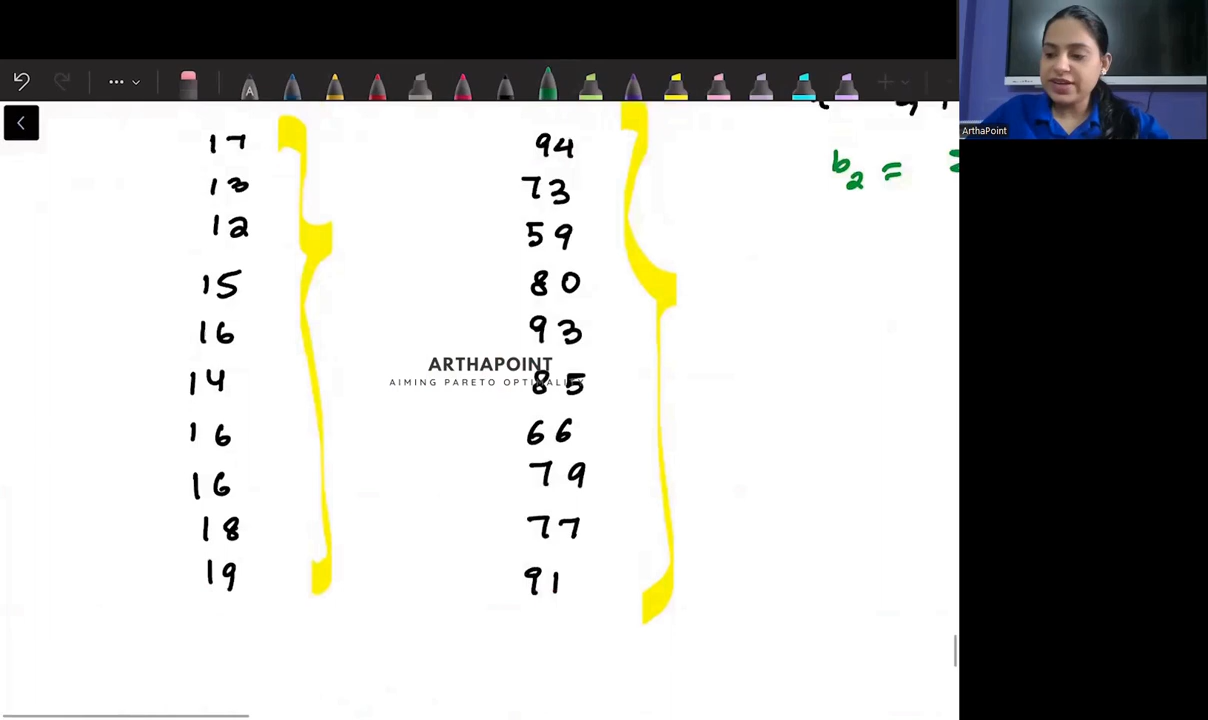 ArthaPoint
17 94
b₂ =
13 73
12 59
15 80
16 93
ARTHAPOINT
AIMING PARETO OPTIMALITY
14 85
16 66
16 79
18 77
19 91